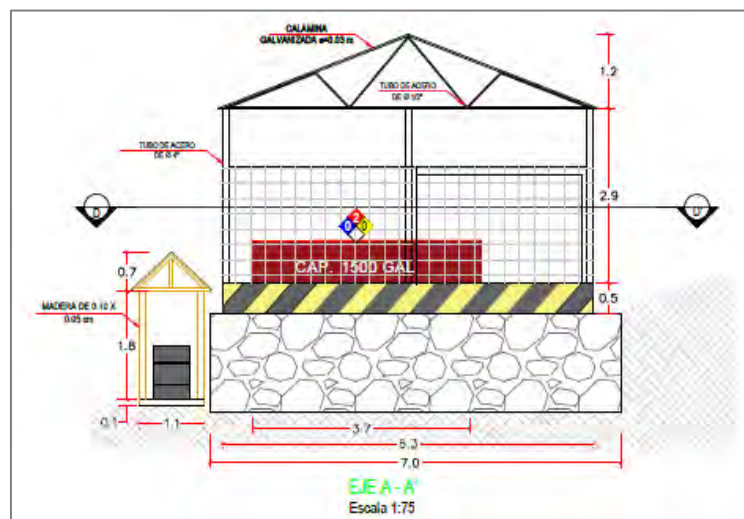 CALAMINA
GALVANIZADA e=0.03 m
1.2
TUBO DE ACERO
DE Ø 1/2"
TUBO DE ACERO
DE Ø 4"
2.9
D
D'
2
0
0
CAP. 1500 GAL
0.7
0.5
MADERA DE 0.10 X
0.05 cm
1.8
0.1
1.1
3.7
6.3
7.0
EJE A - A'
Escala 1:75